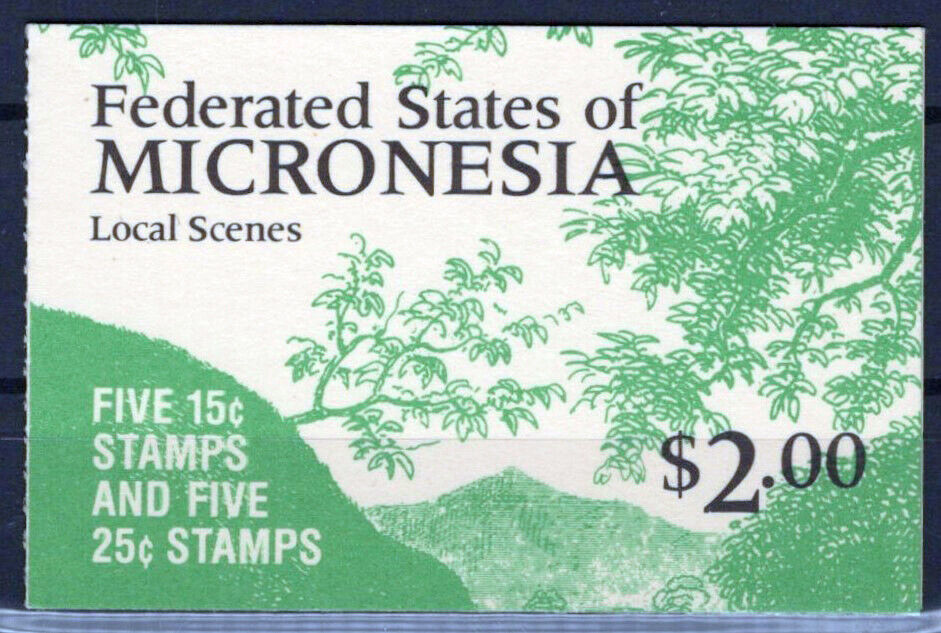 Federated States of
MICRONESIA
Local Scenes
FIVE 15¢
STAMPS
AND FIVE
25¢ STAMPS
$2.00